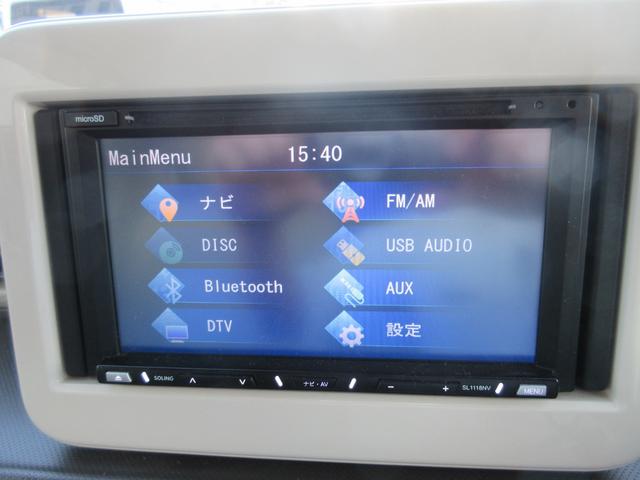 microSD
MainMenu 15:40
ナビ FM/AM
DISC USB AUDIO
Bluetooth AUX
DTV 設定
SOLING ナビ・AV − + SL1118NV MENU